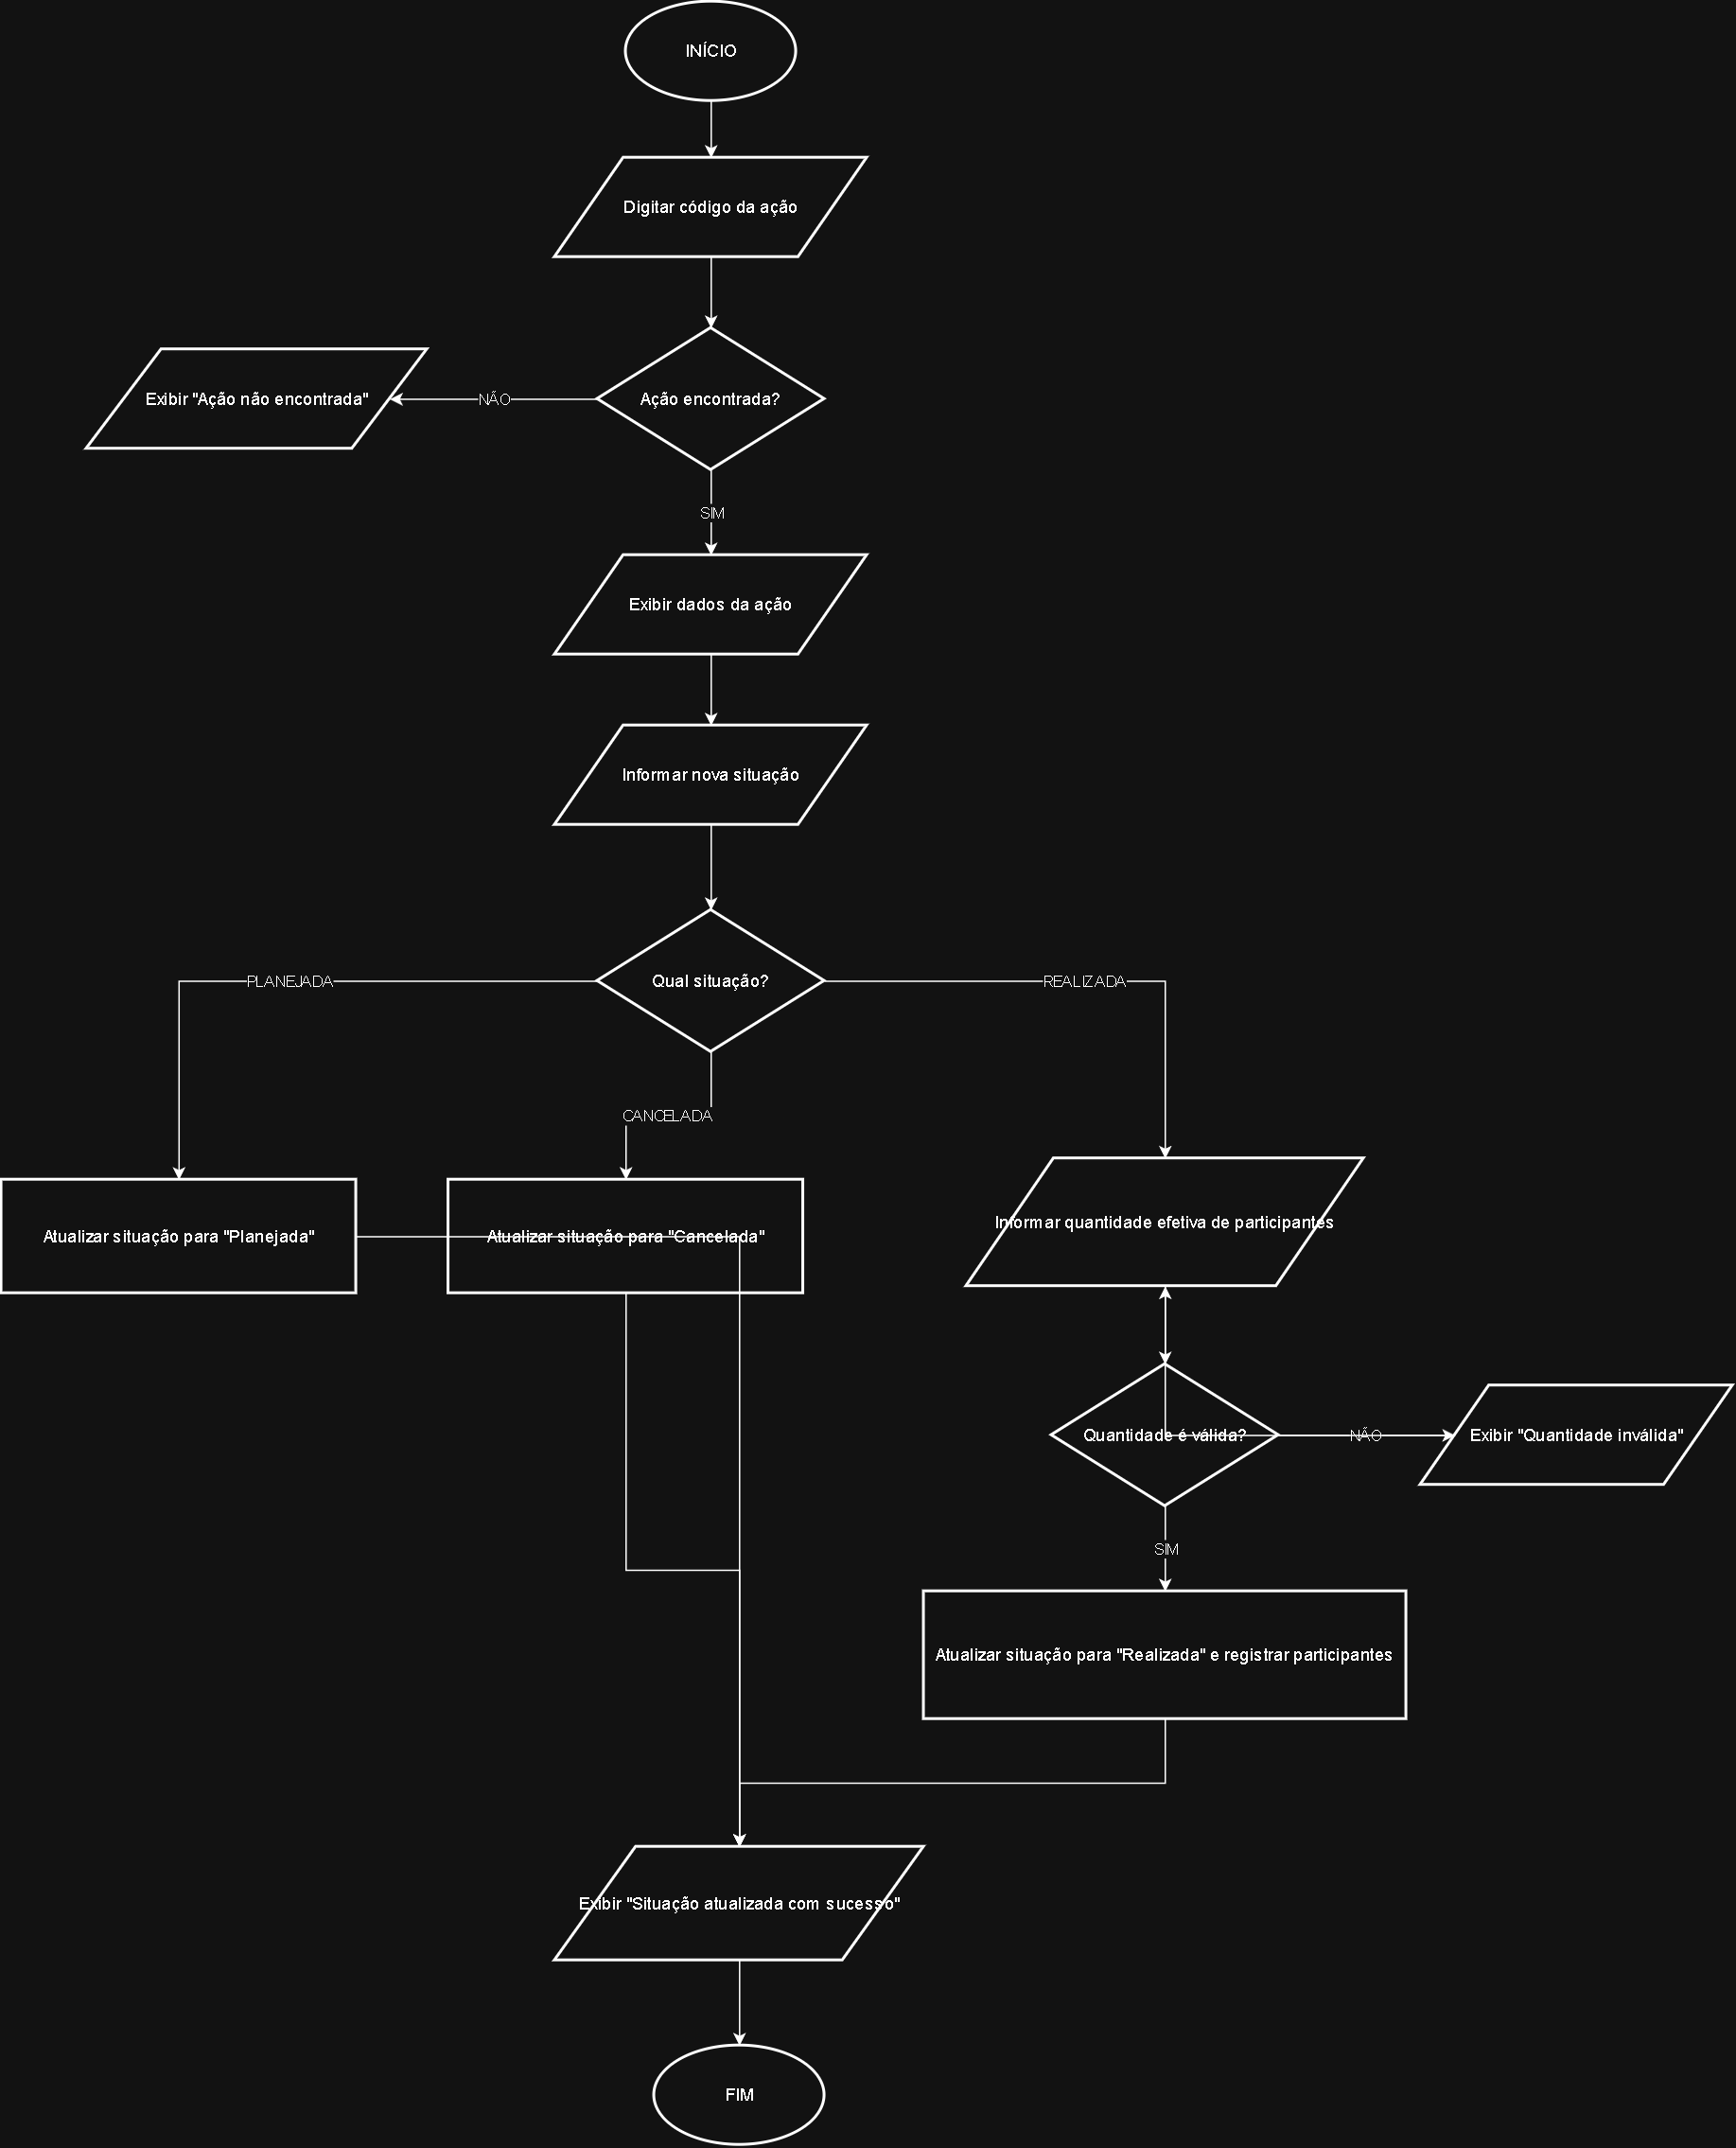 INÍCIO
Digitar código da ação
Ação encontrada?
NÃO
Exibir "Ação não encontrada"
SIM
Exibir dados da ação
Informar nova situação
Qual situação?
PLANEJADA
REALIZADA
CANCELADA
Atualizar situação para "Planejada"
Atualizar situação para "Cancelada"
Informar quantidade efetiva de participantes
Quantidade é válida?
NÃO
Exibir "Quantidade inválida"
SIM
Atualizar situação para "Realizada" e registrar participantes
Exibir "Situação atualizada com sucesso"
FIM